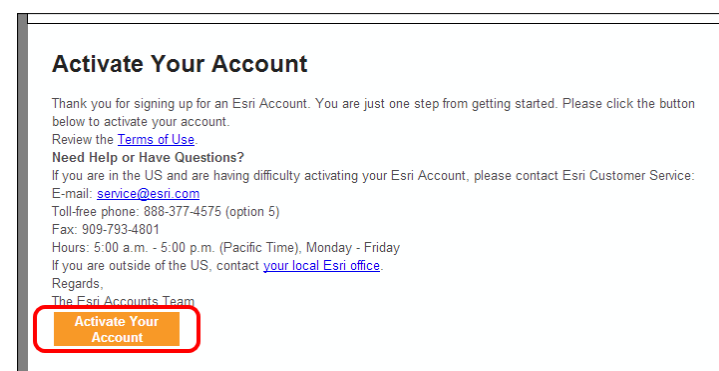 Activate Your Account
Thank you for signing up for an Esri Account. You are just one step from getting started. Please click the button
below to activate your account.
Review the Terms of Use.
Need Help or Have Questions?
If you are in the US and are having difficulty activating your Esri Account, please contact Esri Customer Service:
E-mail: service@esri.com
Toll-free phone: 888-377-4575 (option 5)
Fax: 909-793-4801
Hours: 5:00 a.m. - 5:00 p.m. (Pacific Time), Monday - Friday
If you are outside of the US, contact your local Esri office.
Regards,
The Esri Accounts Team
Activate Your
Account